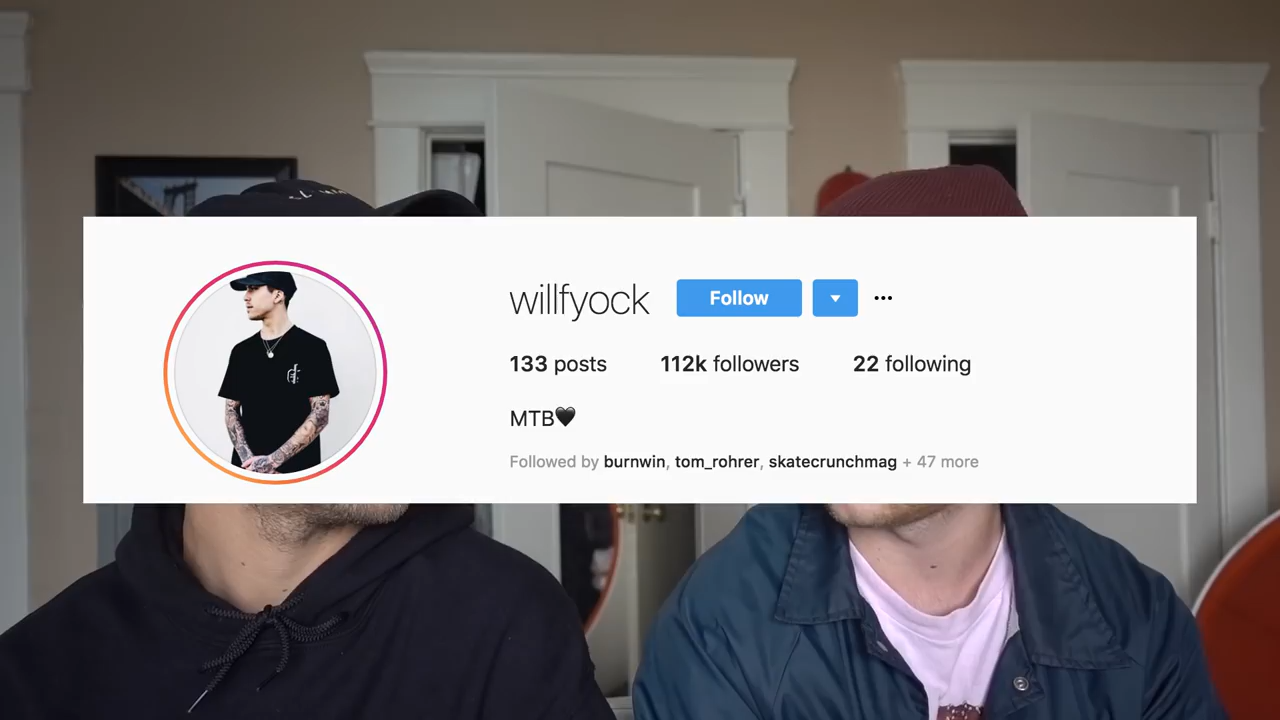 willfyock Follow ...
133 posts 112k followers 22 following
MTB🖤
Followed by burnwin, tom_rohrer, skatecrunchmag + 47 more